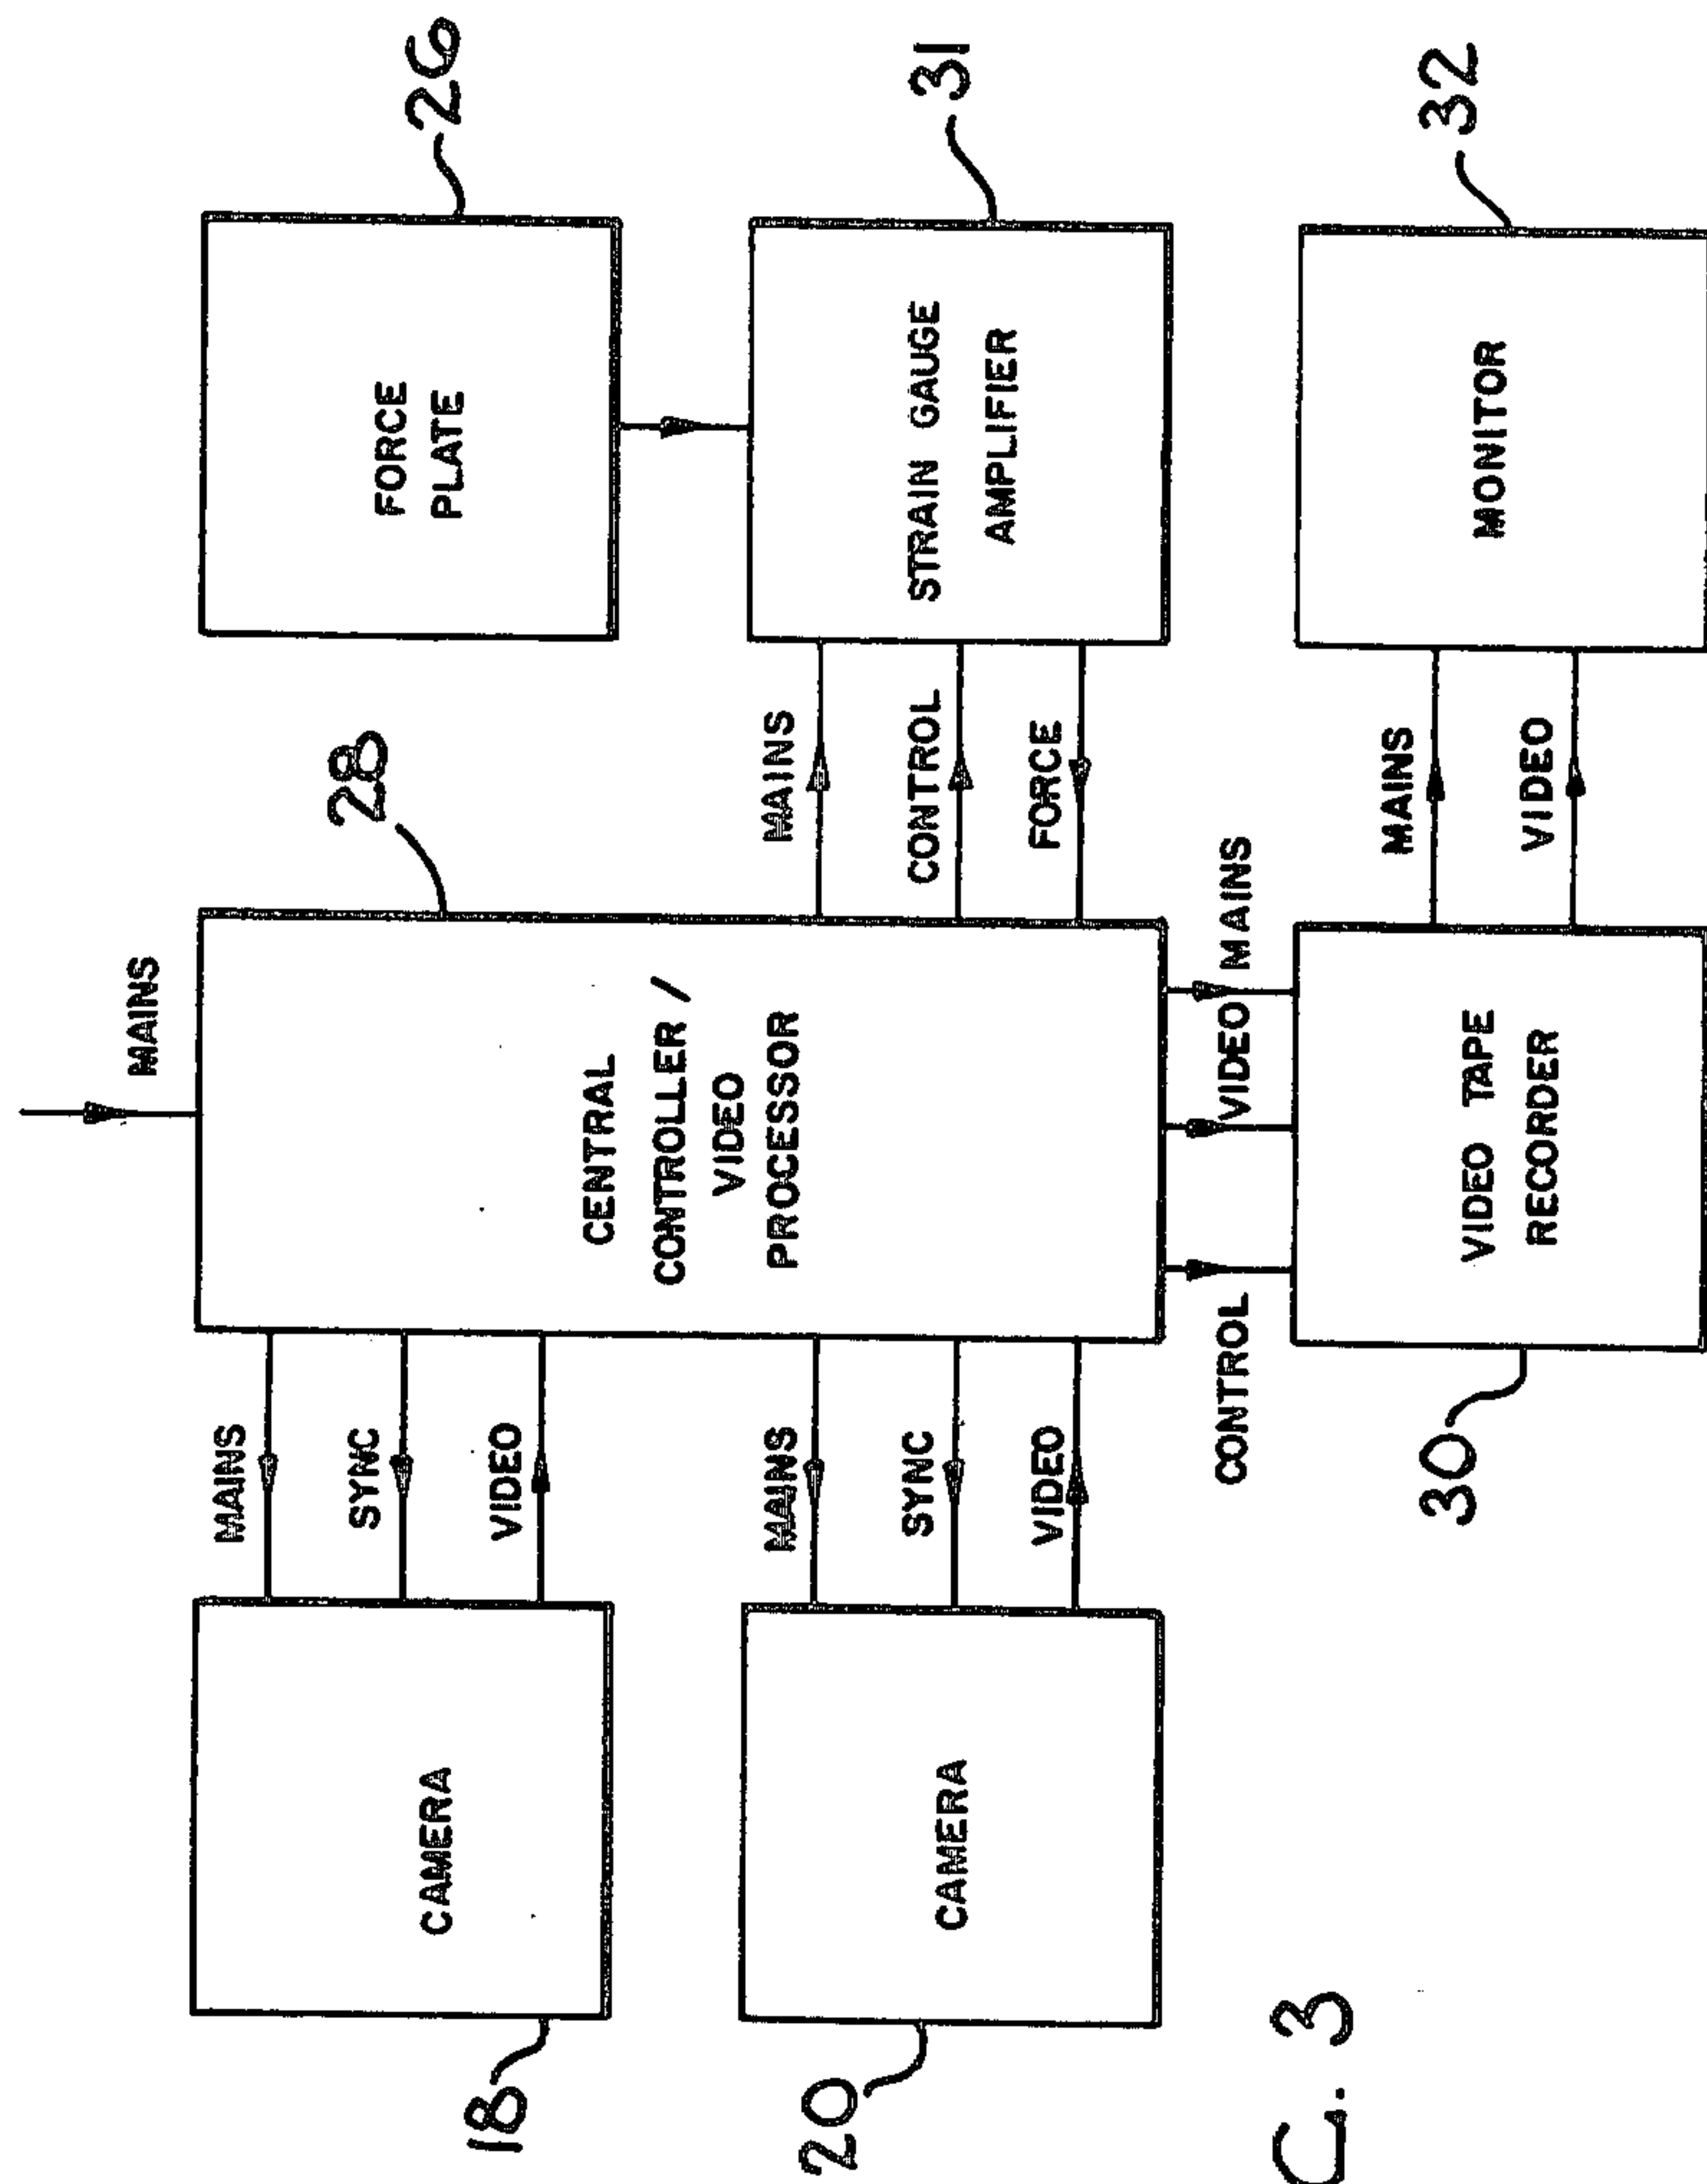 MAINS
18
CAMERA
MAINS
SYNC
VIDEO
28
CENTRAL
CONTROLLER /
VIDEO
PROCESSOR
26
FORCE
PLATE
20
CAMERA
MAINS
SYNC
VIDEO
MAINS
CONTROL
FORCE
31
STRAIN GAUGE
AMPLIFIER
CONTROL
VIDEO
MAINS
30
VIDEO TAPE
RECORDER
MAINS
VIDEO
32
MONITOR
3